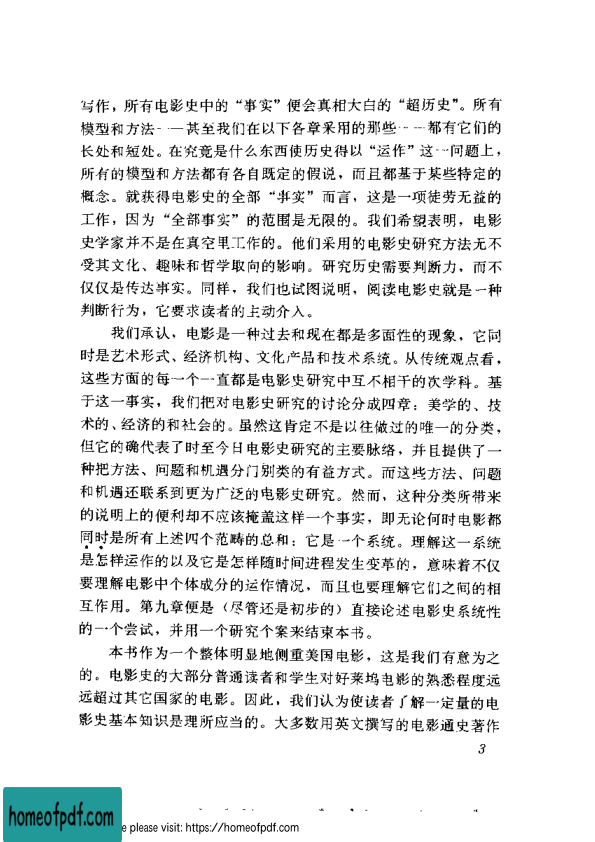 写作，所有电影史中的“事实”便会真相大白的“超历史”。所有
模型和方法——甚至我们在以下各章采用的那些——都有它们的
长处和短处。在究竟是什么东西使历史得以“运作”这一问题上，
所有的模型和方法都有各自既定的假说，而且都基于某些特定的
概念。就获得电影史的全部“事实”而言，这是一项徒劳无益的
工作，因为“全部事实”的范围是无限的。我们希望表明，电影
史学家并不是在真空里工作的。他们采用的电影史研究方法无不
受其文化、趣味和哲学取向的影响。研究历史需要判断力，而不
仅仅是传达事实。同样，我们也试图说明，阅读电影史就是一种
判断行为，它要求读者的主动介入。
我们承认，电影是一种过去和现在都是多面性的现象，它同
时是艺术形式、经济机构、文化产品和技术系统。从传统观点看，
这些方面的每一个一直都是电影史研究中互不相干的次学科。基
于这一事实，我们把对电影史研究的讨论分成四章：美学的、技
术的、经济的和社会的。虽然这肯定不是以往做过的唯一的分类，
但它的确代表了时至今日电影史研究的主要脉络，并且提供了一
种把方法、问题和机遇分门别类的有益方式。而这些方法、问题
和机遇还联系到更为广泛的电影史研究。然而，这种分类所带来
的说明上的便利却不应该掩盖这样一个事实，即无论何时电影都
同时是所有上述四个范畴的总和：它是一个系统。理解这一系统
是怎样运作的以及它是怎样随时间进程发生变革的，意味着不仅
要理解电影中个体成分的运作情况，而且也要理解它们之间的相
互作用。第九章便是（尽管还是初步的）直接论述电影史系统性
的一个尝试，并用一个研究个案来结束本书。
本书作为一个整体明显地侧重美国电影，这是我们有意为之
的。电影史的大部分普通读者和学生对好莱坞电影的熟悉程度远
远超过其它国家的电影。因此，我们认为使读者了解一定量的电
影史基本知识是理所应当的。大多数用英文撰写的电影通史著作
3
homeofpdf.com
e please visit: https://homeofpdf.com